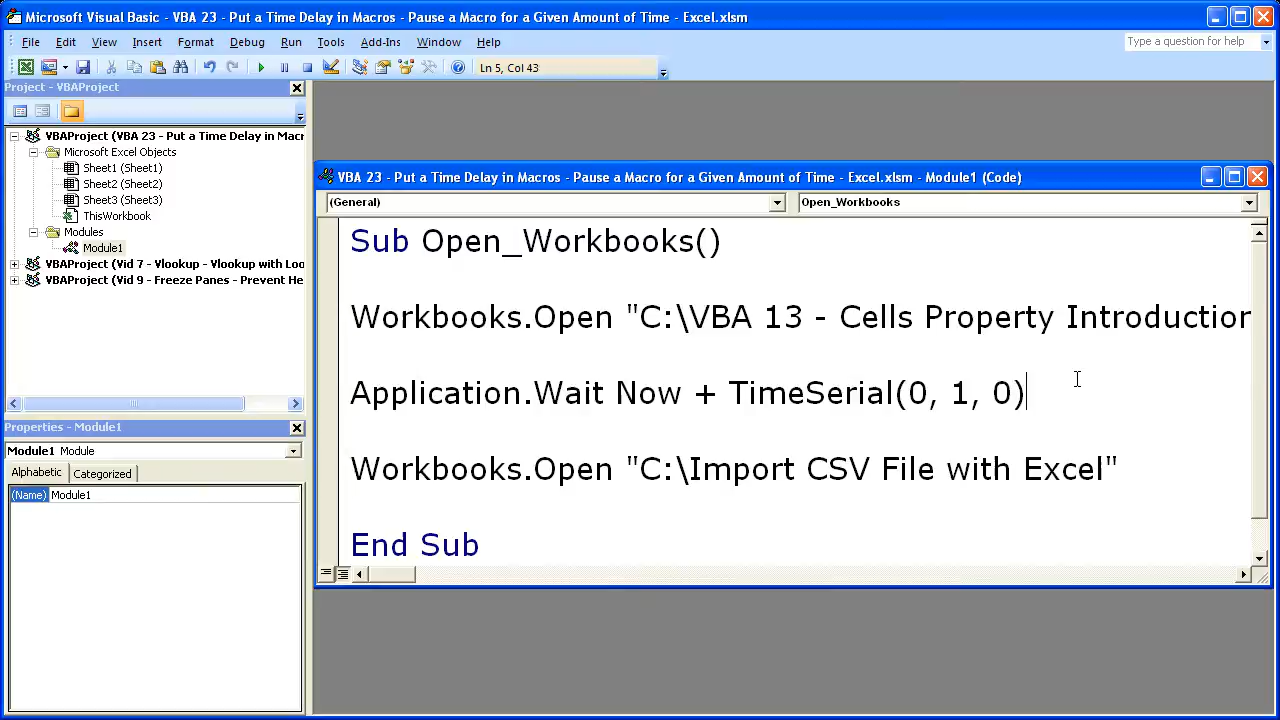 Microsoft Visual Basic - VBA 23 - Put a Time Delay in Macros - Pause a Macro for a Given Amount of Time - Excel.xlsm
File Edit View Insert Format Debug Run Tools Add-Ins Window Help
Type a question for help
Ln 5, Col 43
Project - VBAProject
VBAProject (VBA 23 - Put a Time Delay in Macr
Microsoft Excel Objects
Sheet1 (Sheet1)
Sheet2 (Sheet2)
Sheet3 (Sheet3)
ThisWorkbook
Modules
Module1
VBAProject (Vid 7 - Vlookup - Vlookup with Loo
VBAProject (Vid 9 - Freeze Panes - Prevent He
Properties - Module1
Module1 Module
Alphabetic Categorized
(Name) Module1
VBA 23 - Put a Time Delay in Macros - Pause a Macro for a Given Amount of Time - Excel.xlsm - Module1 (Code)
(General) Open_Workbooks
Sub Open_Workbooks()
Workbooks.Open "C:\VBA 13 - Cells Property Introduction
Application.Wait Now + TimeSerial(0, 1, 0)
Workbooks.Open "C:\Import CSV File with Excel"
End Sub